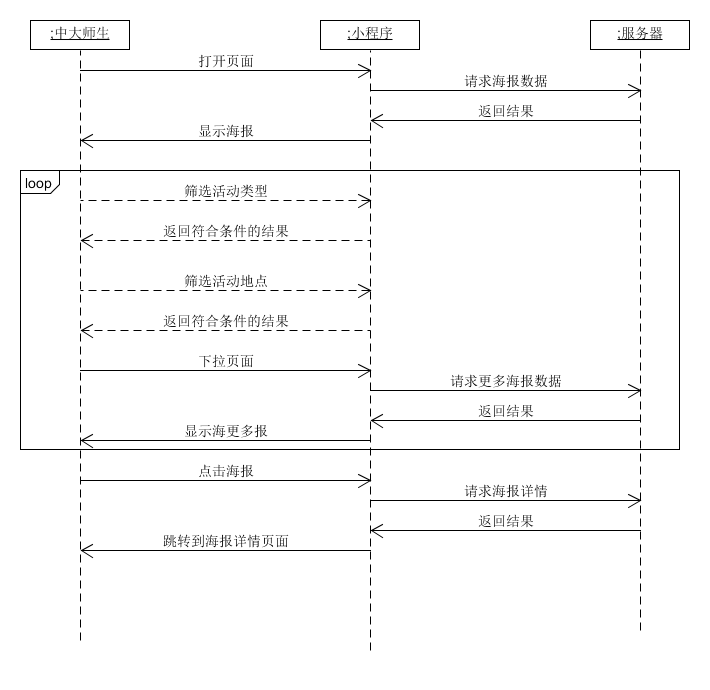 :中大师生
:小程序
:服务器
打开页面
请求海报数据
返回结果
显示海报
loop
筛选活动类型
返回符合条件的结果
筛选活动地点
返回符合条件的结果
下拉页面
请求更多海报数据
返回结果
显示海更多报
点击海报
请求海报详情
返回结果
跳转到海报详情页面